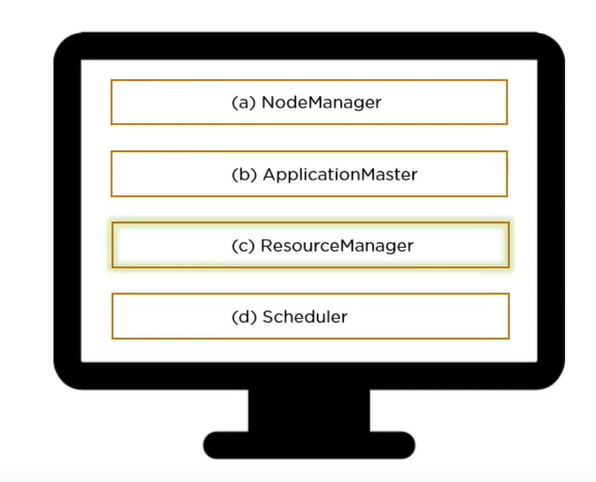 (a) NodeManager
(b) ApplicationMaster
(c) ResourceManager
(d) Scheduler